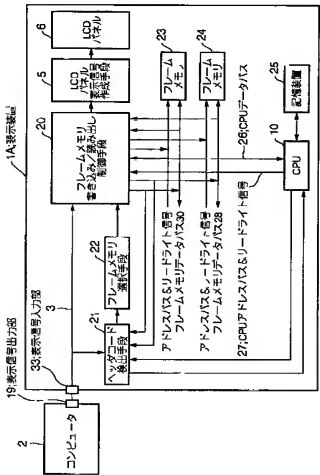 1A;表示装置
6
LCD
パネル
5
LCD
パネル
表示信号
作成手段
20
フレームメモリ
書き込み/読み出し
制御手段
23
フレーム
メモリ
24
フレーム
メモリ
25
記憶装置
10
CPU
26;CPUデータバス
27;CPUアドレスバス&リードライト信号
アドレスバス&リードライト信号
フレームメモリデータバス30
アドレスバス&リードライト信号
フレームメモリデータバス28
22
フレームメモリ
選択手段
21
ヘッダコード
検出手段
3
33;表示信号入力部
19;表示信号出力部
2
コンピュータ